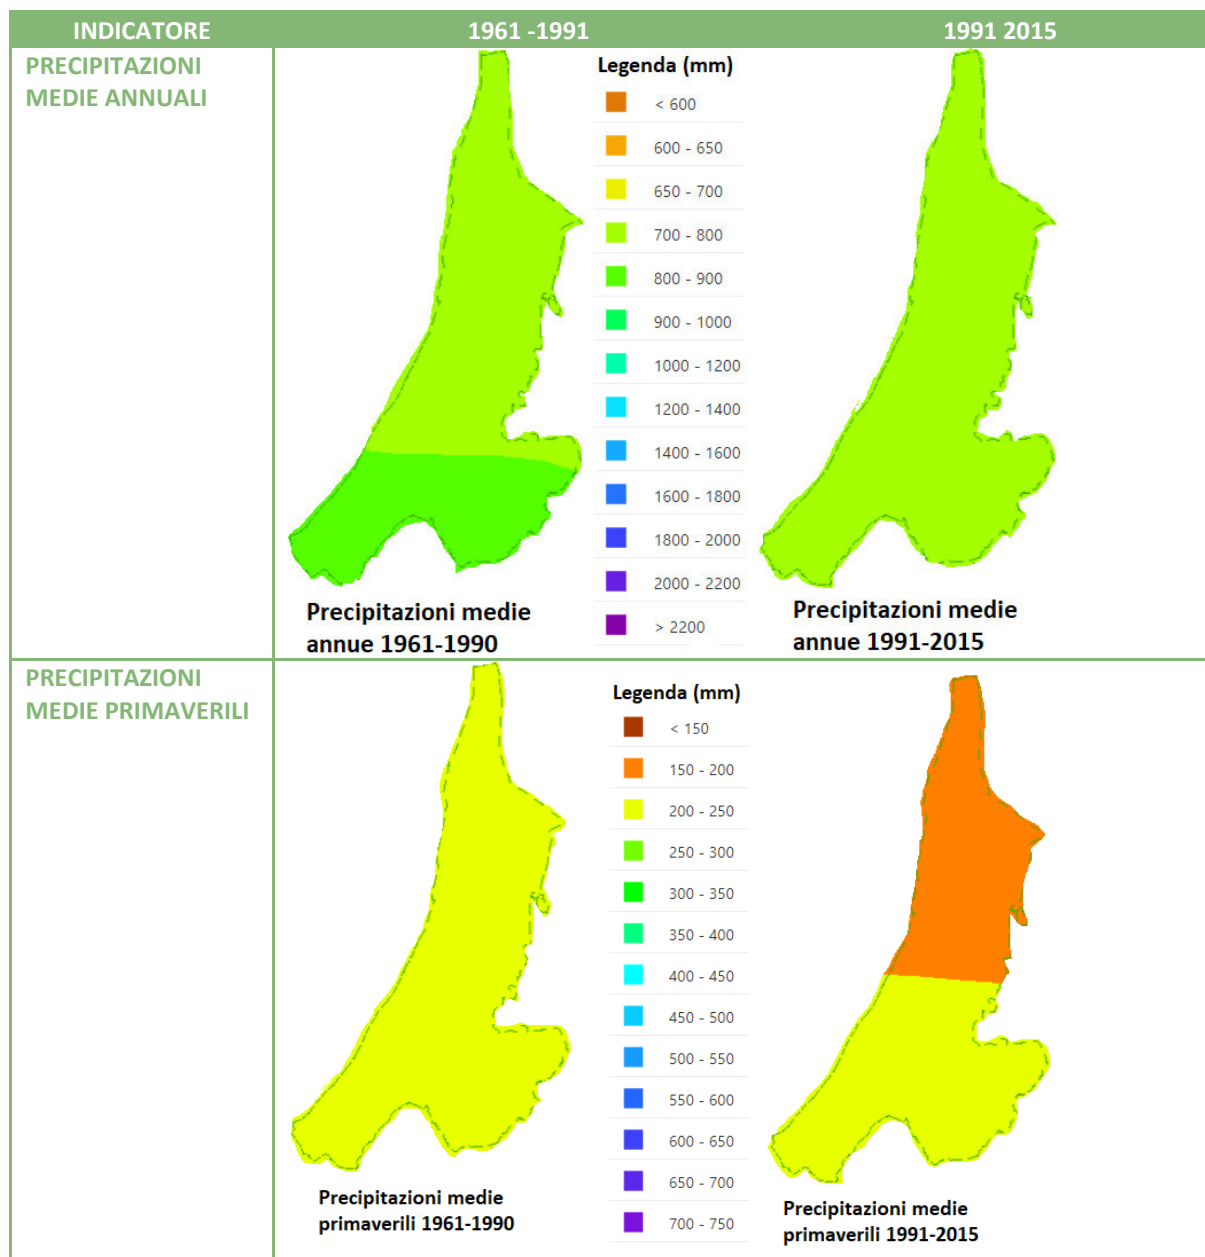 INDICATORE 1961 -1991 1991 2015
PRECIPITAZIONI
MEDIE ANNUALI
Legenda (mm)
< 600
600 - 650
650 - 700
700 - 800
800 - 900
900 - 1000
1000 - 1200
1200 - 1400
1400 - 1600
1600 - 1800
1800 - 2000
2000 - 2200
> 2200
Precipitazioni medie
annue 1961-1990
Precipitazioni medie
annue 1991-2015
PRECIPITAZIONI
MEDIE PRIMAVERILI
Legenda (mm)
< 150
150 - 200
200 - 250
250 - 300
300 - 350
350 - 400
400 - 450
450 - 500
500 - 550
550 - 600
600 - 650
650 - 700
700 - 750
Precipitazioni medie
primaverili 1961-1990
Precipitazioni medie
primaverili 1991-2015